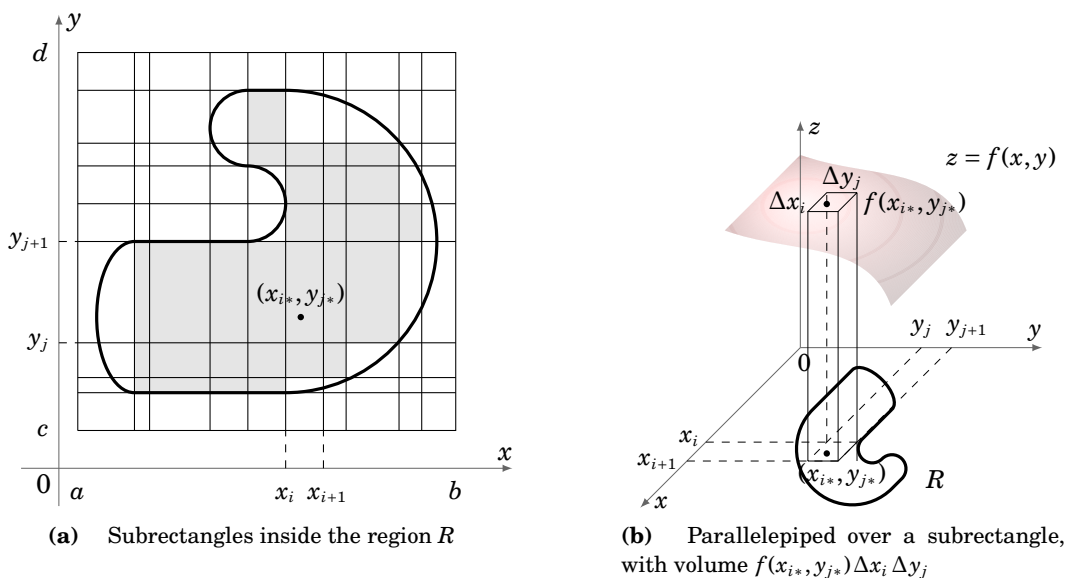 y
d
y_{j+1}
(x_{i*}, y_{j*})
y_j
c
x
0
a
x_i
x_{i+1}
b
(a) Subrectangles inside the region R
z
z = f(x, y)
Δy_j
Δx_i
f(x_{i*}, y_{j*})
y_j
y_{j+1}
y
0
x_i
x_{i+1}
(x_{i*}, y_{j*})
R
x
(b) Parallelepiped over a subrectangle,
with volume f(x_{i*}, y_{j*}) Δx_i Δy_j